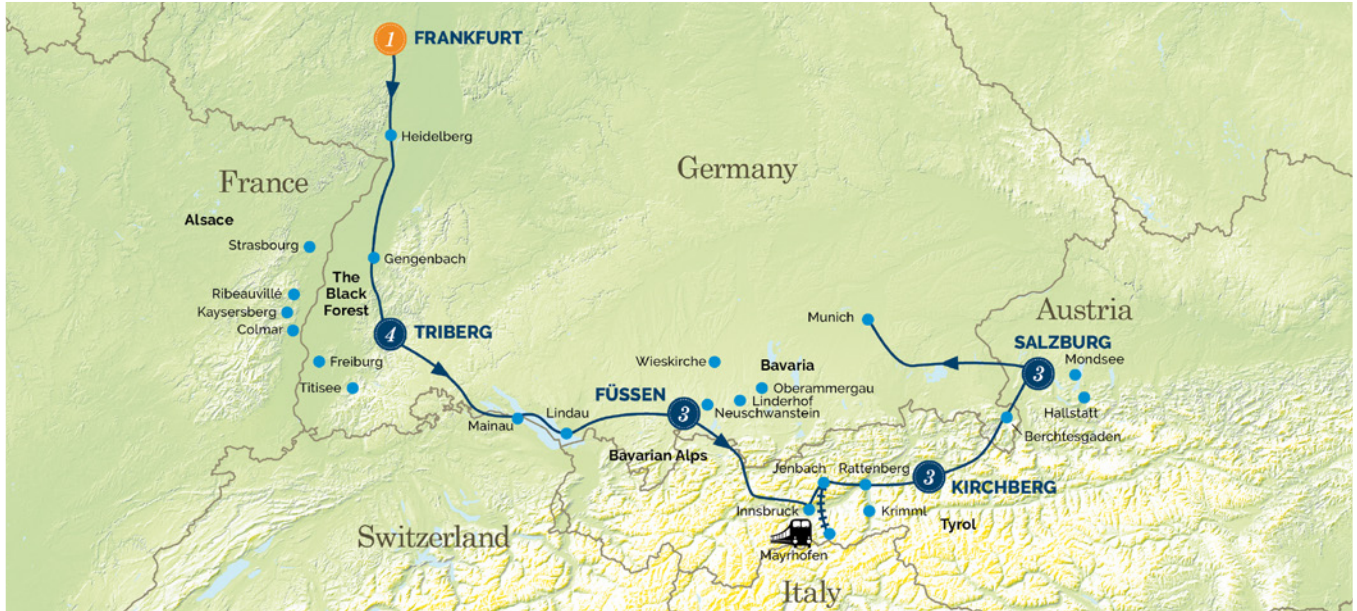 1
FRANKFURT
Heidelberg
Germany
France
Alsace
Strasbourg
Gengenbach
The
Black
Forest
Ribeauvillé
Kaysersberg
Colmar
4
TRIBERG
Freiburg
Titisee
Munich
Austria
SALZBURG
3
Mondsee
Hallstatt
Berchtesgaden
Wieskirche
Bavaria
Oberammergau
Linderhof
Neuschwanstein
FÜSSEN
3
Mainau
Lindau
Bavarian Alps
Jenbach
Rattenberg
3
KIRCHBERG
Innsbruck
Krimml
Tyrol
Mayrhofen
Switzerland
Italy